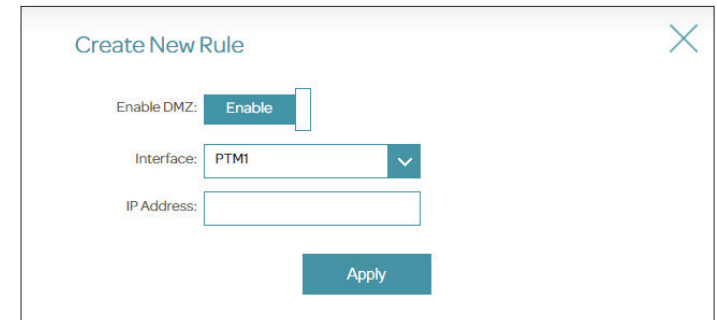 Create New Rule
Enable DMZ: Enable
Interface: PTM1
IP Address:
Apply